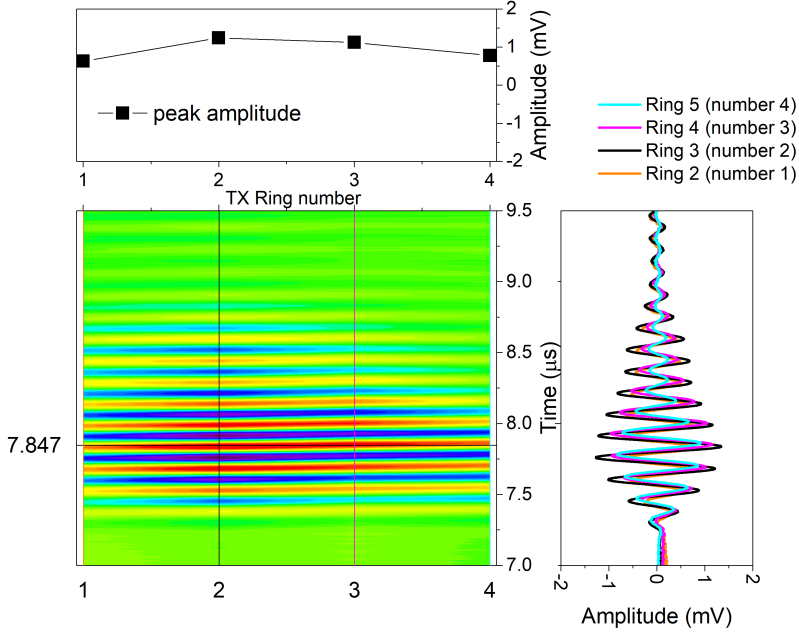 2
1
0
-1
-2
Amplitude (mV)
peak amplitude
1
2
3
4
TX Ring number
Ring 5 (number 4)
Ring 4 (number 3)
Ring 3 (number 2)
Ring 2 (number 1)
9.5
9.0
8.5
8.0
7.5
7.0
Time (μs)
7.847
1
2
3
4
-2
-1
0
1
2
Amplitude (mV)